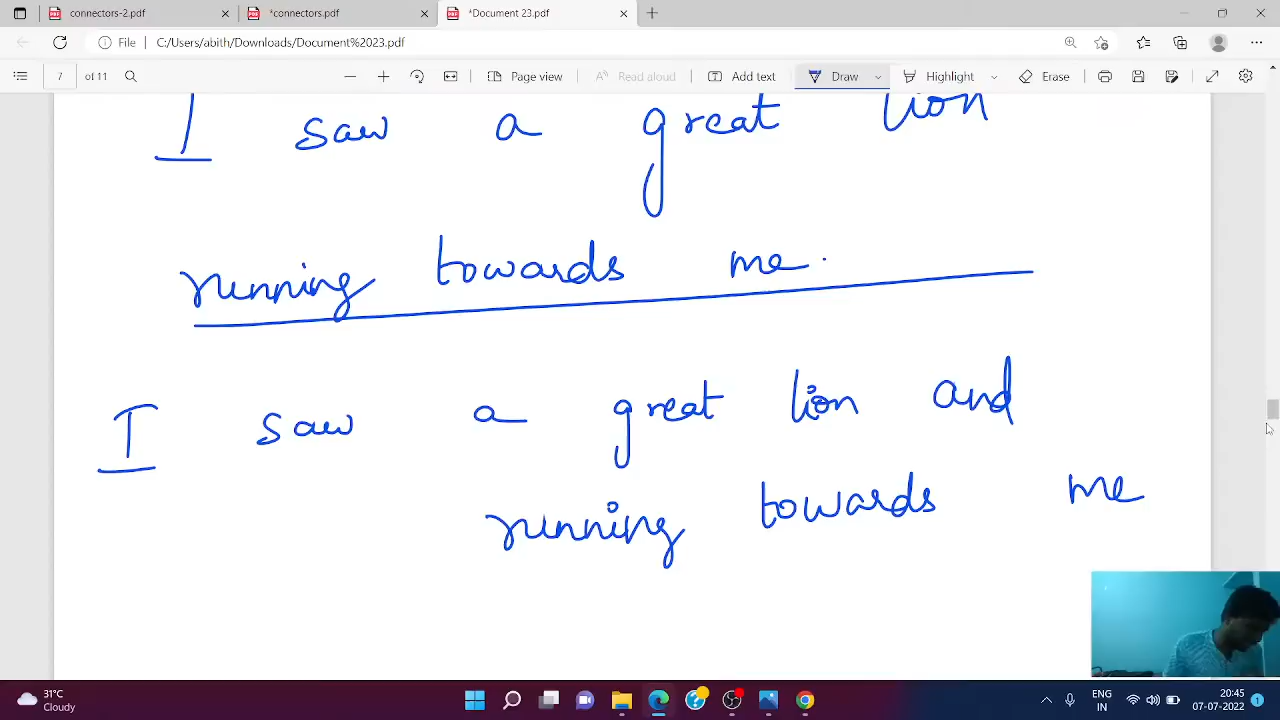 connectors-2.pdf
*connectors.pdf
*Document 23.pdf
File C:/Users/abith/Downloads/Document%2023.pdf
7 of 11 Page view Read aloud Add text Draw Highlight Erase
I saw a great lion
running towards me.
I saw a great lion and
running towards me
31°C
Cloudy
ENG
IN
20:45
07-07-2022
1